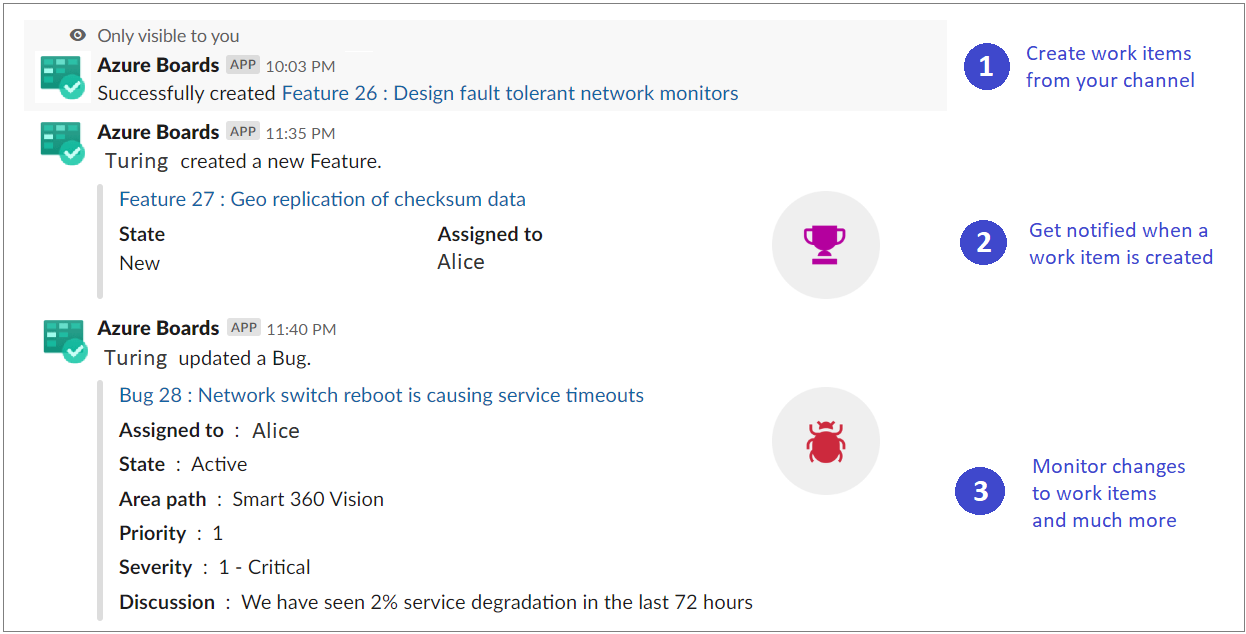 Only visible to you
Azure Boards APP 10:03 PM
Successfully created Feature 26 : Design fault tolerant network monitors
1
Create work items
from your channel
Azure Boards APP 11:35 PM
Turing created a new Feature.
Feature 27 : Geo replication of checksum data
State Assigned to
New Alice
2
Get notified when a
work item is created
Azure Boards APP 11:40 PM
Turing updated a Bug.
Bug 28 : Network switch reboot is causing service timeouts
Assigned to : Alice
State : Active
Area path : Smart 360 Vision
Priority : 1
Severity : 1 - Critical
Discussion : We have seen 2% service degradation in the last 72 hours
3
Monitor changes
to work items
and much more